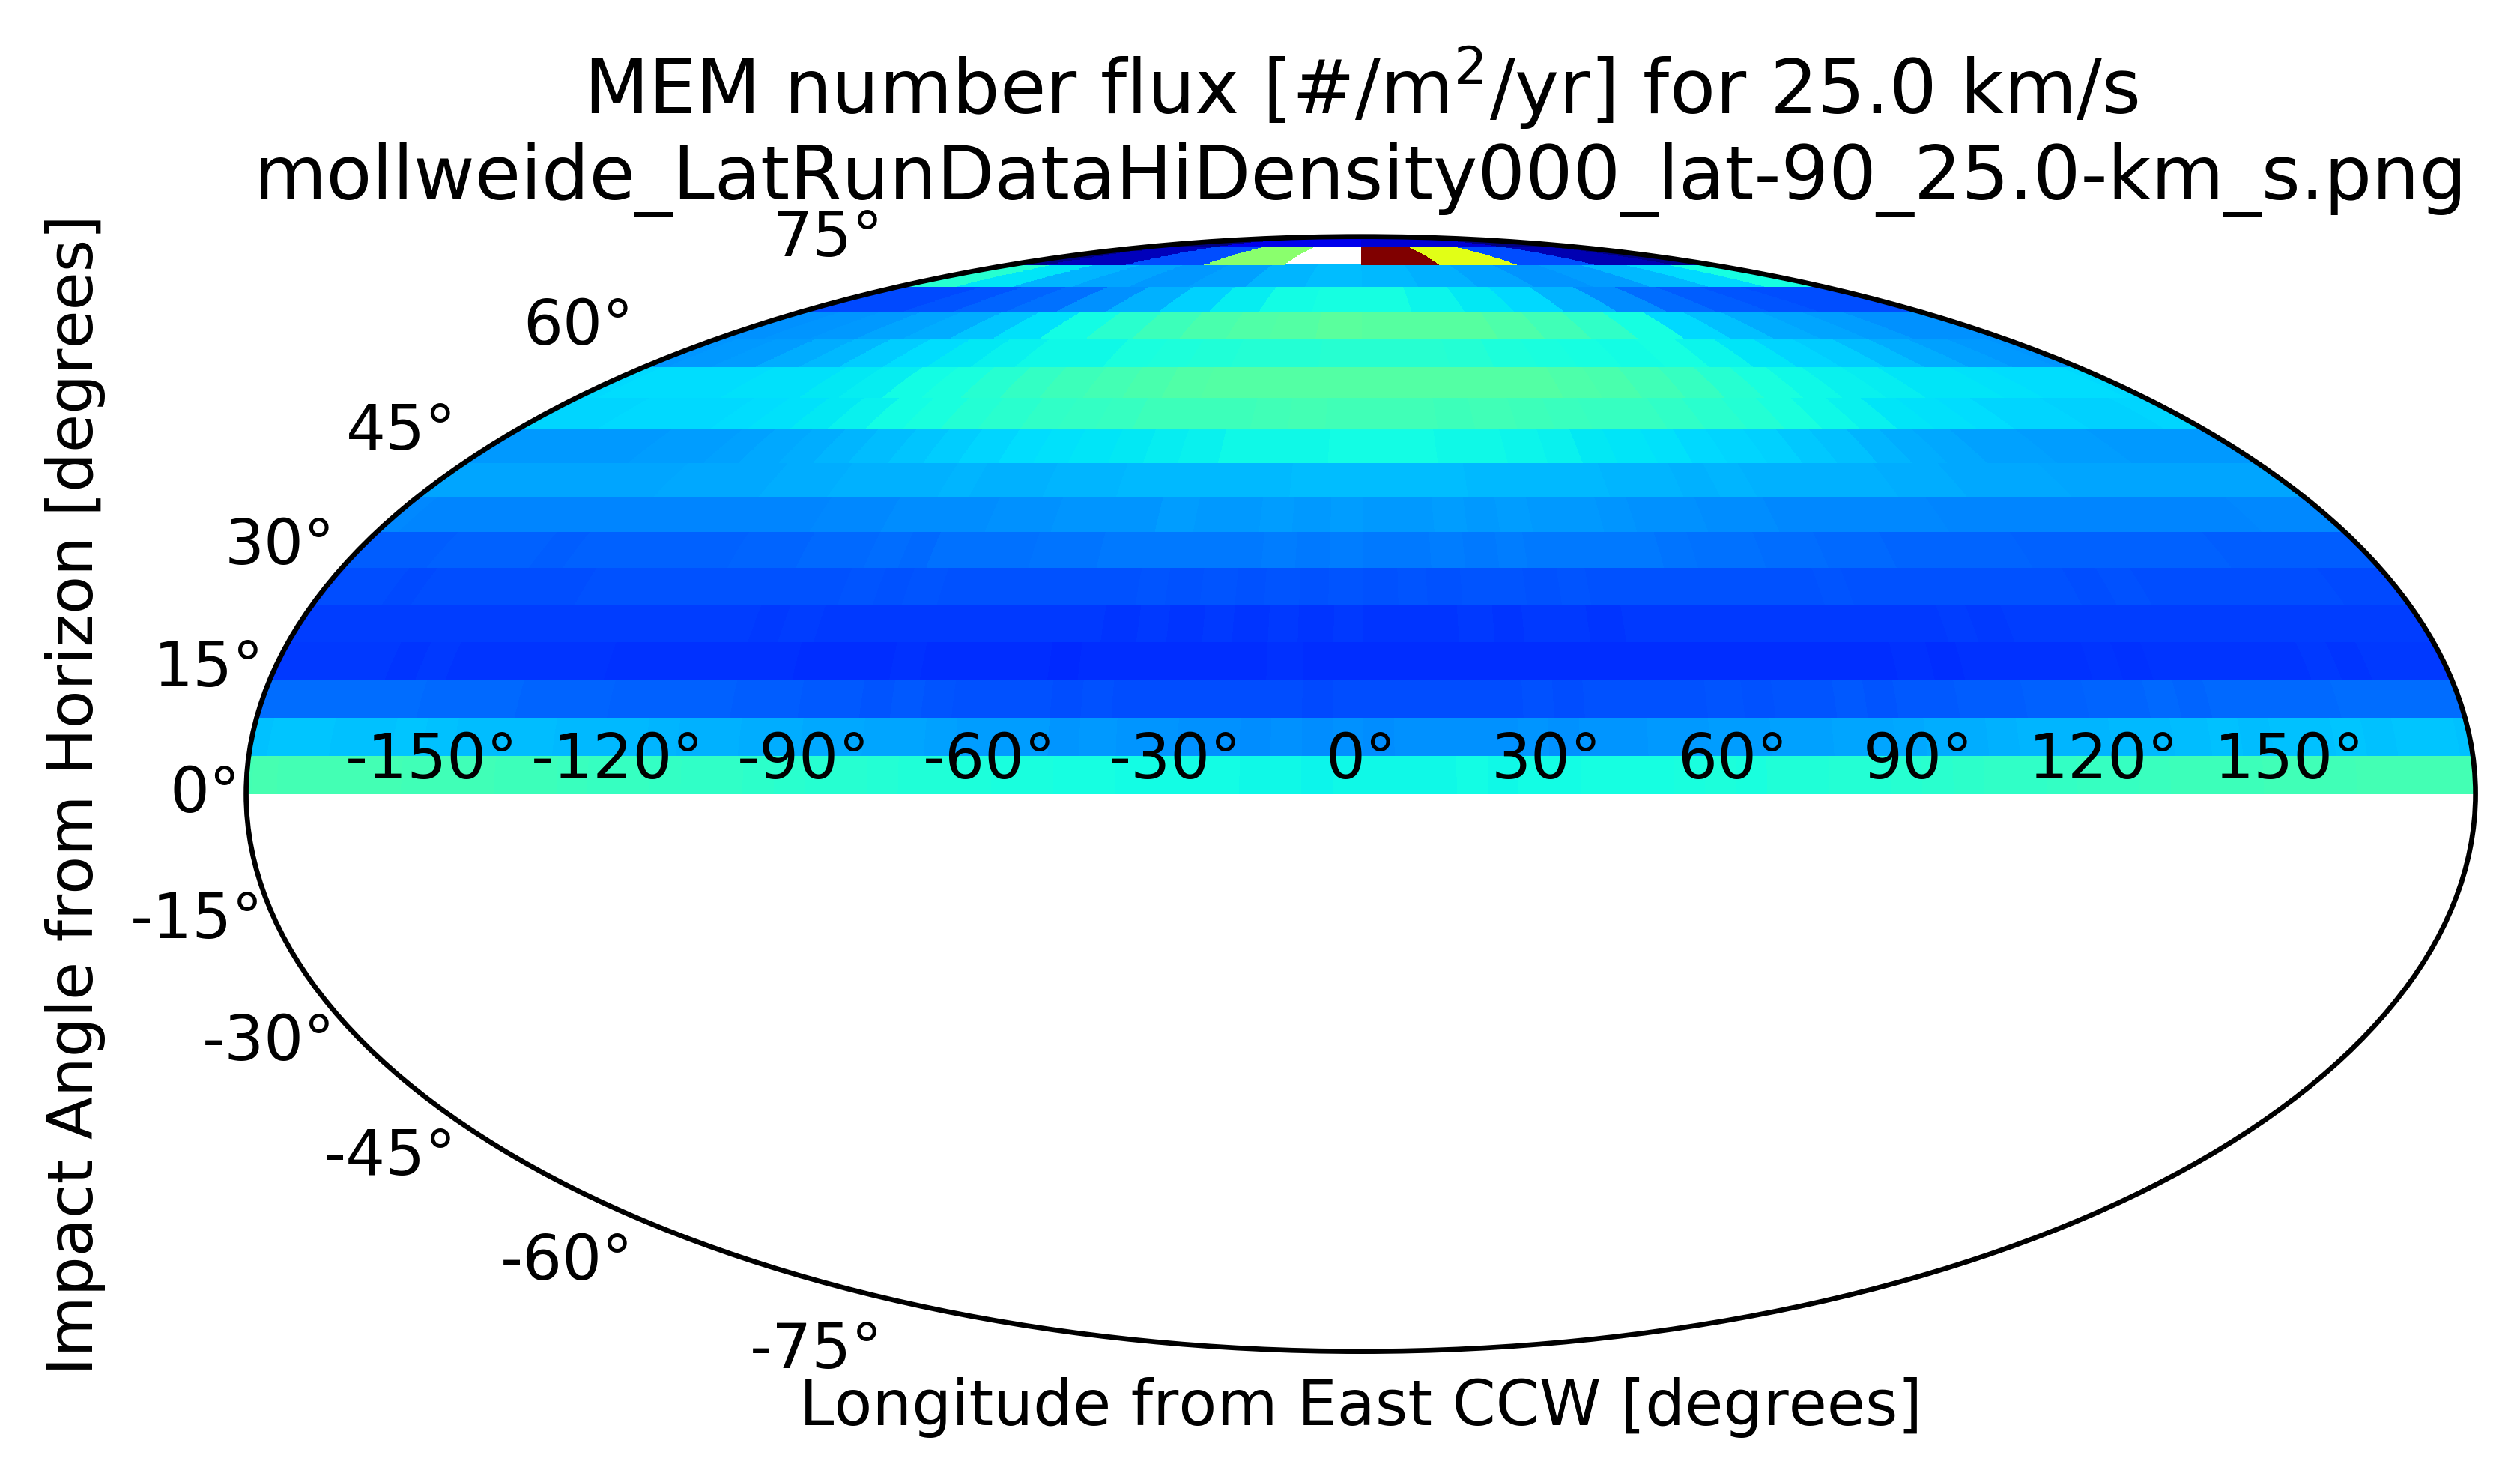 MEM number flux [#/m²/yr] for 25.0 km/s
mollweide_LatRunDataHiDensity000_lat-90_25.0-km_s.png
Impact Angle from Horizon [degrees]
75°
60°
45°
30°
15°
0°
-15°
-30°
-45°
-60°
-75°
-150° -120° -90° -60° -30° 0° 30° 60° 90° 120° 150°
Longitude from East CCW [degrees]